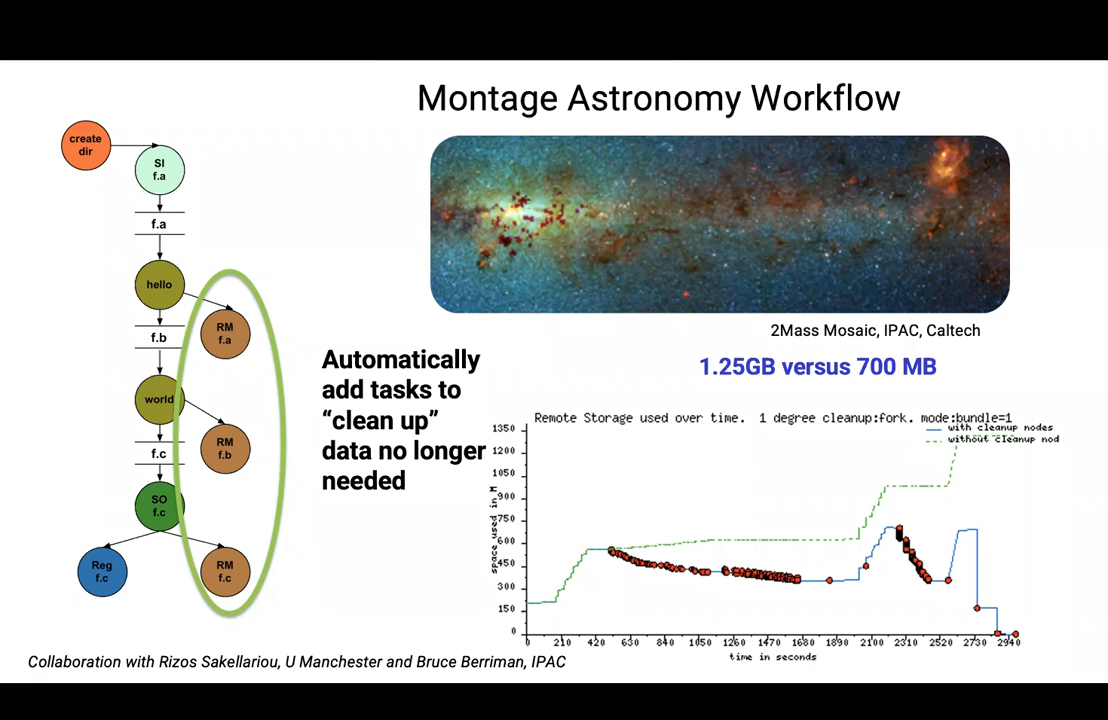 Montage Astronomy Workflow
create
dir
SI
f.a
f.a
hello
RM
f.a
f.b
world
RM
f.b
f.c
SO
f.c
Reg
f.c
RM
f.c
2Mass Mosaic, IPAC, Caltech
1.25GB versus 700 MB
Automatically
add tasks to
“clean up”
data no longer
needed
Remote Storage used over time. 1 degree cleanup:fork. mode:bundle=1
with cleanup nodes
without cleanup nod
space used in M
1350
1200
1050
900
750
600
450
300
150
0
0 210 420 630 840 1050 1260 1470 1680 1890 2100 2310 2520 2730 2940
time in seconds
Collaboration with Rizos Sakellariou, U Manchester and Bruce Berriman, IPAC